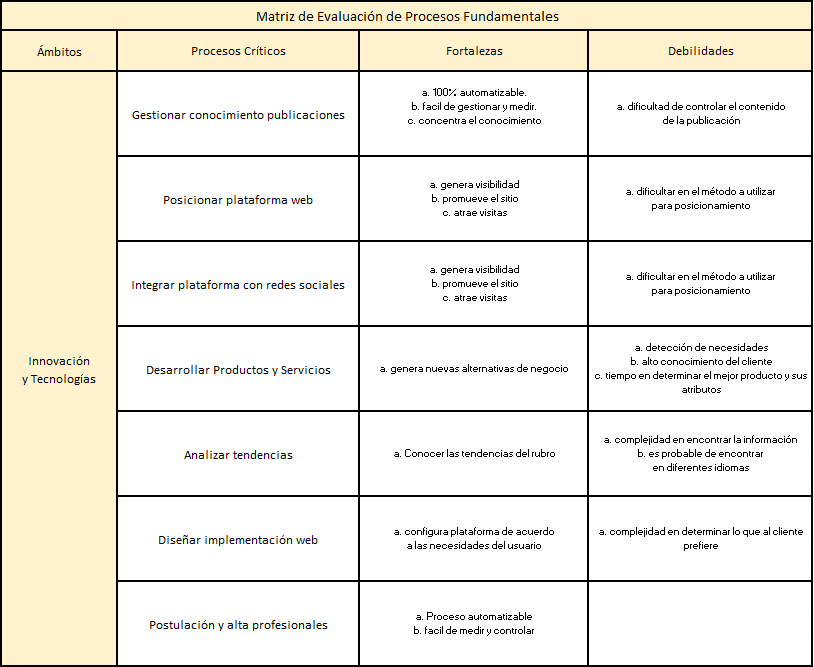 Matriz de Evaluación de Procesos Fundamentales
Ámbitos
Procesos Críticos
Fortalezas
Debilidades
Innovación
y Tecnologías
Gestionar conocimiento publicaciones
a. 100% automatizable.
b. facil de gestionar y medir.
c. concentra el conocimiento
a. dificultad de controlar el contenido
de la publicación
Posicionar plataforma web
a. genera visibilidad
b. promueve el sitio
c. atrae visitas
a. dificultar en el método a utilizar
para posicionamiento
Integrar plataforma con redes sociales
a. genera visibilidad
b. promueve el sitio
c. atrae visitas
a. dificultar en el método a utilizar
para posicionamiento
Desarrollar Productos y Servicios
a. genera nuevas alternativas de negocio
a. detección de necesidades
b. alto conocimiento del cliente
c. tiempo en determinar el mejor producto y sus
atributos
Analizar tendencias
a. Conocer las tendencias del rubro
a. complejidad en encontrar la información
b. es probable de encontrar
en diferentes idiomas
Diseñar implementación web
a. configura plataforma de acuerdo
a las necesidades del usuario
a. complejidad en determinar lo que al cliente
prefiere
Postulación y alta profesionales
a. Proceso automatizable
b. facil de medir y controlar